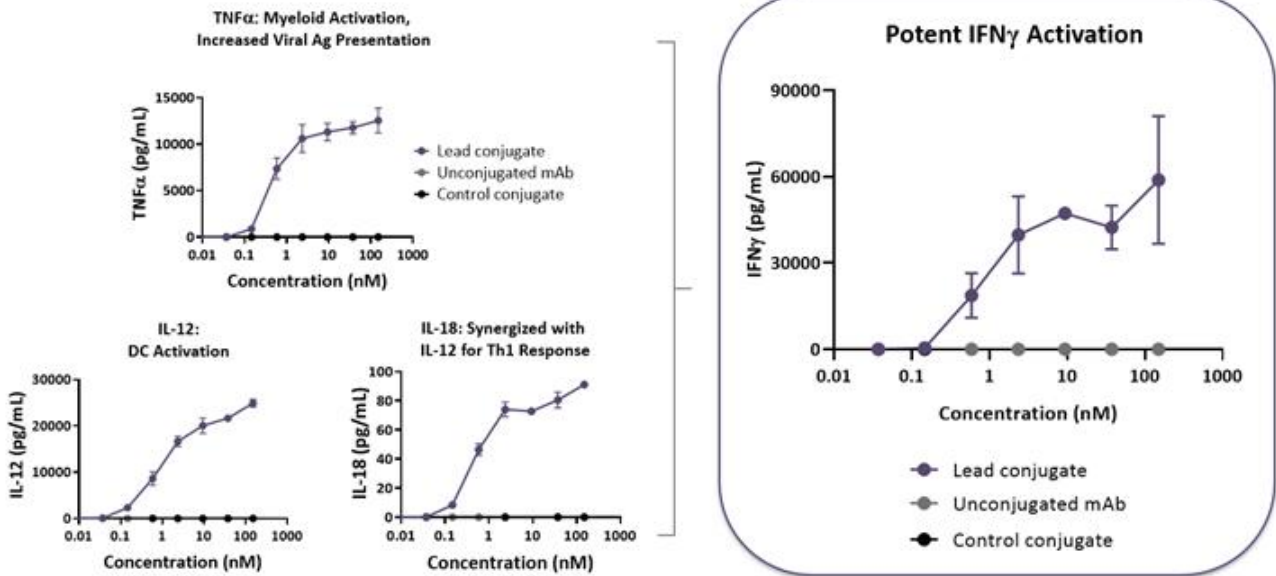 TNFα: Myeloid Activation,
Increased Viral Ag Presentation
TNFα (pg/mL)
15000
10000
5000
0
0.01 0.1 1 10 100 1000
Concentration (nM)
Lead conjugate
Unconjugated mAb
Control conjugate
IL-12:
DC Activation
IL-12 (pg/mL)
30000
20000
10000
0
0.01 0.1 1 10 100 1000
Concentration (nM)
IL-18: Synergized with
IL-12 for Th1 Response
IL-18 (pg/mL)
100
80
60
40
20
0
0.01 0.1 1 10 100 1000
Concentration (nM)
Potent IFNγ Activation
IFNγ (pg/mL)
90000
60000
30000
0
0.01 0.1 1 10 100 1000
Concentration (nM)
Lead conjugate
Unconjugated mAb
Control conjugate